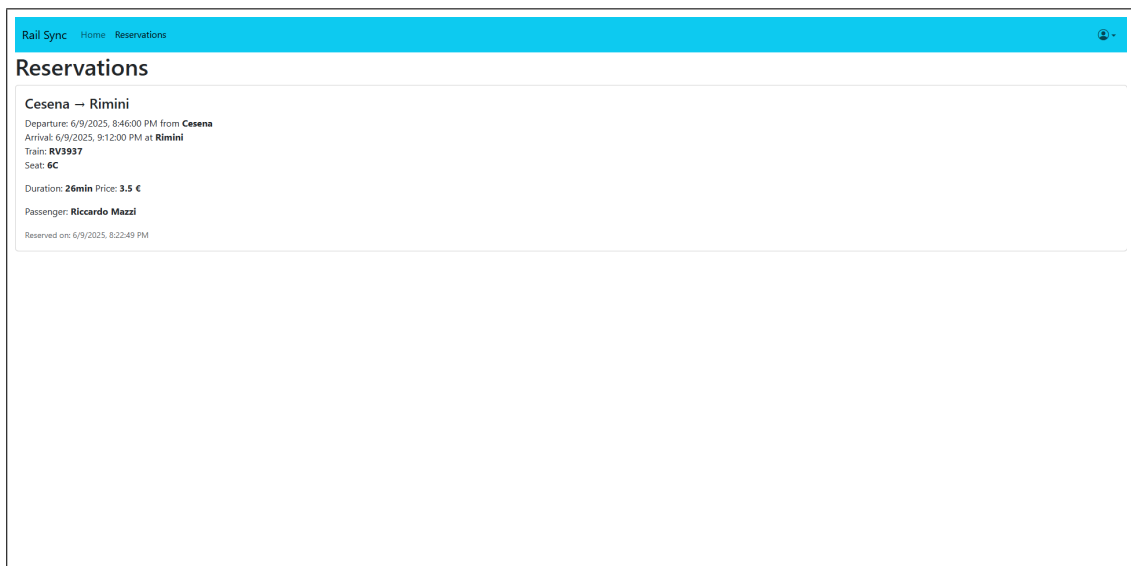 Rail Sync Home Reservations
Reservations
Cesena → Rimini
Departure: 6/9/2025, 8:46:00 PM from Cesena
Arrival: 6/9/2025, 9:12:00 PM at Rimini
Train: RV3937
Seat: 6C
Duration: 26min Price: 3.5 €
Passenger: Riccardo Mazzi
Reserved on: 6/9/2025, 8:22:49 PM